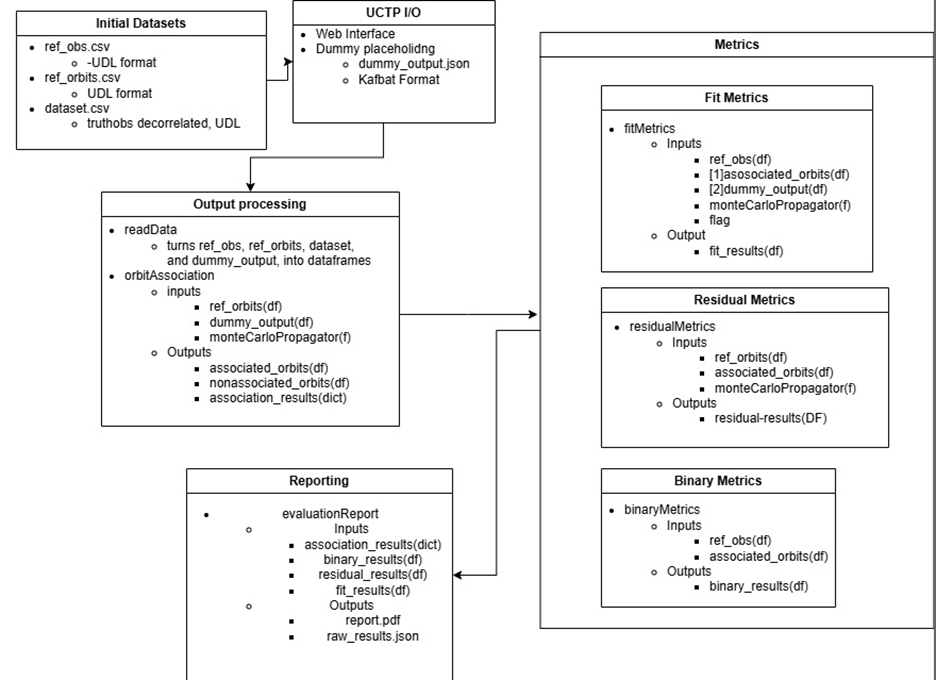 Initial Datasets
ref_obs.csv
-UDL format
ref_orbits.csv
UDL format
dataset.csv
truthobs decorrelated, UDL
UCTP I/O
Web Interface
Dummy placeholidng
dummy_output.json
Kafbat Format
Output processing
readData
turns ref_obs, ref_orbits, dataset,
and dummy_output, into dataframes
orbitAssociation
inputs
ref_orbits(df)
dummy_output(df)
monteCarloPropagator(f)
Outputs
associated_orbits(df)
nonassociated_orbits(df)
association_results(dict)
Metrics
Fit Metrics
fitMetrics
Inputs
ref_obs(df)
[1]asosociated_orbits(df)
[2]dummy_output(df)
monteCarloPropagator(f)
flag
Output
fit_results(df)
Residual Metrics
residualMetrics
Inputs
ref_orbits(df)
associated_orbits(df)
monteCarloPropagator(f)
Outputs
residual-results(DF)
Binary Metrics
binaryMetrics
Inputs
ref_obs(df)
associated_orbits(df)
Outputs
binary_results(df)
Reporting
evaluationReport
Inputs
association_results(dict)
binary_results(df)
residual_results(df)
fit_results(df)
Outputs
report.pdf
raw_results.json